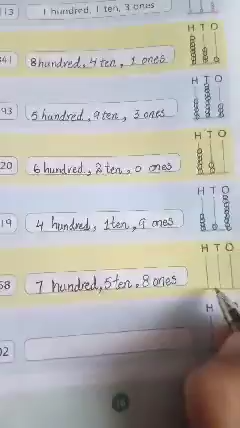 113 1 hundred, 1 ten, 3 ones
H T O
841 8 hundred, 4 ten, 1 ones
H T O
93 5 hundred, 9 ten, 3 ones
H T O
20 6 hundred, 2 ten, 0 ones
H T O
19 4 hundred, 1 ten, 9 ones
H T O
58 7 hundred, 5 ten, 8 ones
H
02